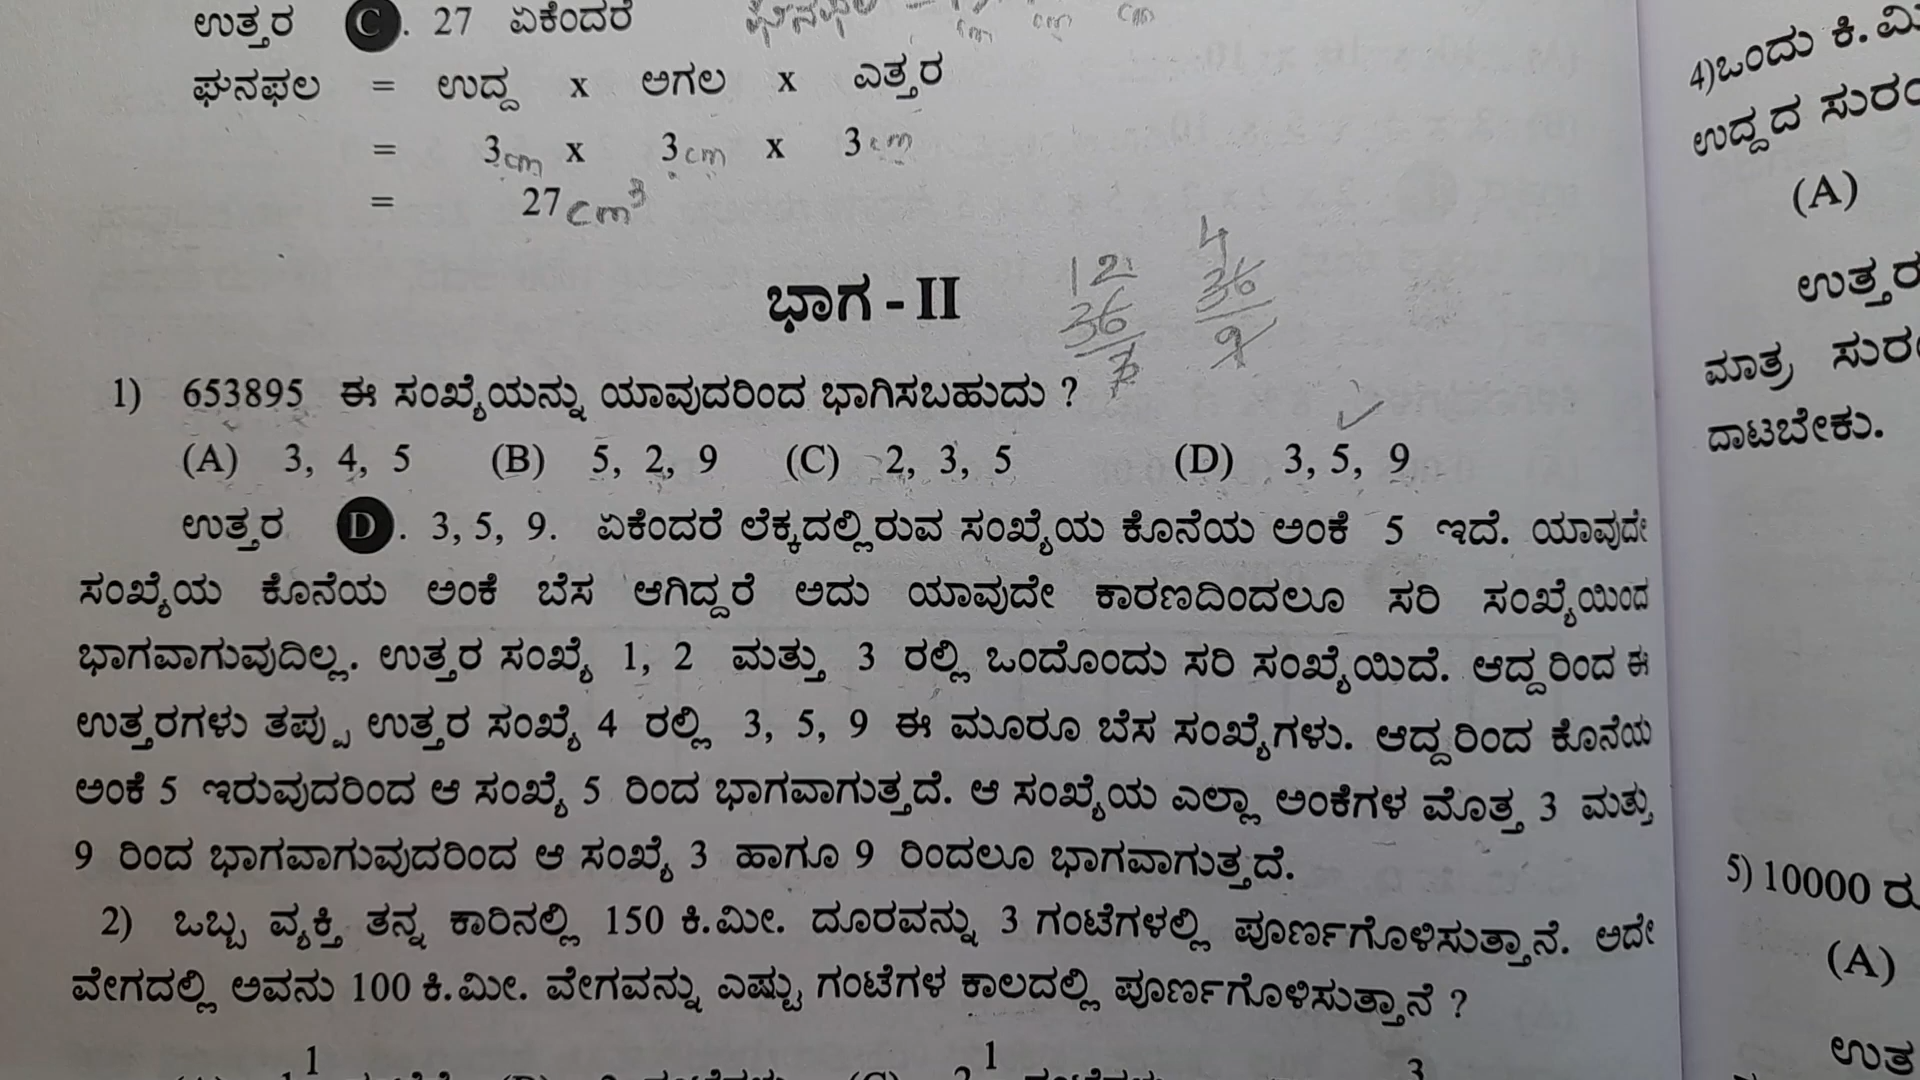 ಉತ್ತರ C. 27 ಏಕೆಂದರೆ
ಘನಫಲ = ಉದ್ದ x ಅಗಲ x ಎತ್ತರ
= 3cm x 3cm x 3cm
= 27cm³
ಭಾಗ - II
12
36
4
36
9
1) 653895 ಈ ಸಂಖ್ಯೆಯನ್ನು ಯಾವುದರಿಂದ ಭಾಗಿಸಬಹುದು ?
(A) 3, 4, 5 (B) 5, 2, 9 (C) 2, 3, 5 (D) 3, 5, 9
ಉತ್ತರ D. 3, 5, 9. ಏಕೆಂದರೆ ಲೆಕ್ಕದಲ್ಲಿರುವ ಸಂಖ್ಯೆಯ ಕೊನೆಯ ಅಂಕೆ 5 ಇದೆ. ಯಾವುದೇ
ಸಂಖ್ಯೆಯ ಕೊನೆಯ ಅಂಕೆ ಬೆಸ ಆಗಿದ್ದರೆ ಅದು ಯಾವುದೇ ಕಾರಣದಿಂದಲೂ ಸರಿ ಸಂಖ್ಯೆಯಿಂದ
ಭಾಗವಾಗುವುದಿಲ್ಲ. ಉತ್ತರ ಸಂಖ್ಯೆ 1, 2 ಮತ್ತು 3 ರಲ್ಲಿ ಒಂದೊಂದು ಸರಿ ಸಂಖ್ಯೆಯಿದೆ. ಆದ್ದರಿಂದ ಈ
ಉತ್ತರಗಳು ತಪ್ಪು ಉತ್ತರ ಸಂಖ್ಯೆ 4 ರಲ್ಲಿ 3, 5, 9 ಈ ಮೂರೂ ಬೆಸ ಸಂಖ್ಯೆಗಳು. ಆದ್ದರಿಂದ ಕೊನೆಯ
ಅಂಕೆ 5 ಇರುವುದರಿಂದ ಆ ಸಂಖ್ಯೆ 5 ರಿಂದ ಭಾಗವಾಗುತ್ತದೆ. ಆ ಸಂಖ್ಯೆಯ ಎಲ್ಲಾ ಅಂಕೆಗಳ ಮೊತ್ತ 3 ಮತ್ತು
9 ರಿಂದ ಭಾಗವಾಗುವುದರಿಂದ ಆ ಸಂಖ್ಯೆ 3 ಹಾಗೂ 9 ರಿಂದಲೂ ಭಾಗವಾಗುತ್ತದೆ.
2) ಒಬ್ಬ ವ್ಯಕ್ತಿ ತನ್ನ ಕಾರಿನಲ್ಲಿ 150 ಕಿ.ಮೀ. ದೂರವನ್ನು 3 ಗಂಟೆಗಳಲ್ಲಿ ಪೂರ್ಣಗೊಳಿಸುತ್ತಾನೆ. ಅದೇ
ವೇಗದಲ್ಲಿ ಅವನು 100 ಕಿ.ಮೀ. ವೇಗವನ್ನು ಎಷ್ಟು ಗಂಟೆಗಳ ಕಾಲದಲ್ಲಿ ಪೂರ್ಣಗೊಳಿಸುತ್ತಾನೆ ?
4) ಒಂದು ಕಿ.ಮಿ
ಉದ್ದದ
(A)
ಮಾತ್ರ
ದಾಟಬೇಕು.
5) 10000
(A)